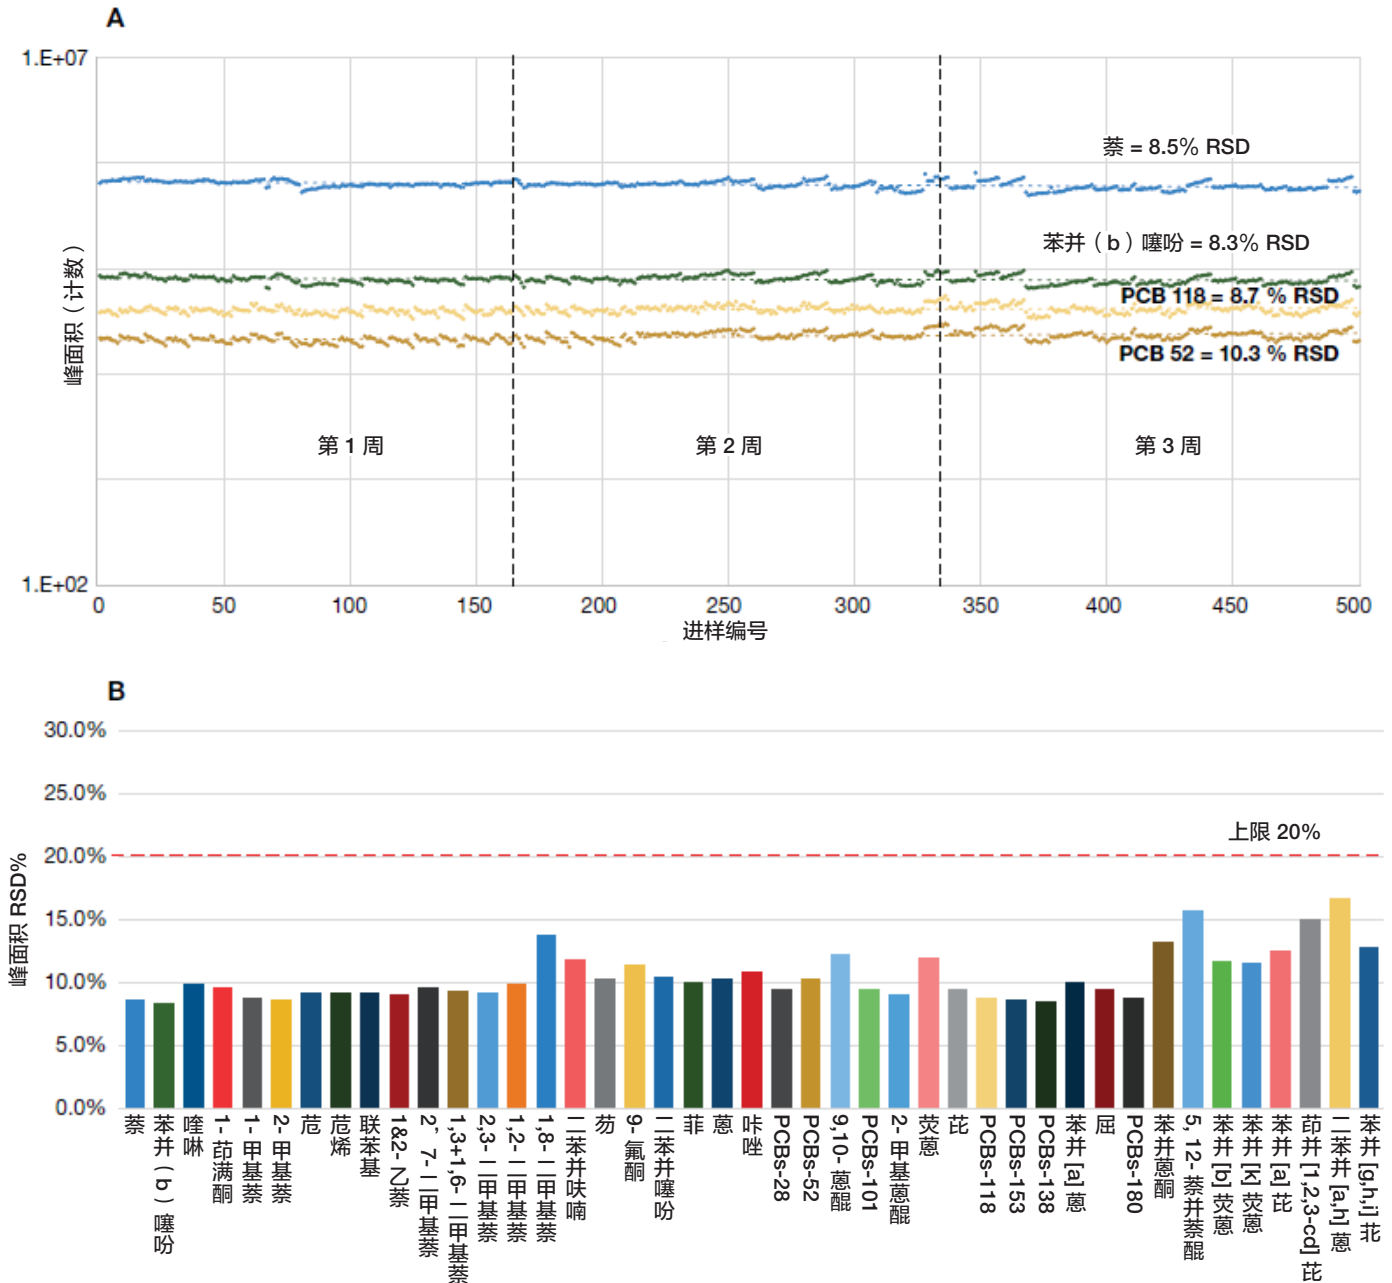 A
1.E+07
萘 = 8.5% RSD
苯并（b）噻吩 = 8.3% RSD
PCB 118 = 8.7 % RSD
PCB 52 = 10.3 % RSD
峰面积（计数）
第 1 周
第 2 周
第 3 周
1.E+02
0
50
100
150
200
250
300
350
400
450
500
进样编号
B
30.0%
25.0%
20.0%
15.0%
10.0%
5.0%
0.0%
上限 20%
峰面积 RSD%
萘
苯并（b）噻吩
喹啉
1- 茚满酮
1- 甲基萘
2- 甲基萘
苊
苊烯
联苯基
1&2- 乙萘
2”7- 二甲基萘
1,3+1,6- 二甲基萘
2,3- 二甲基萘
1,2- 二甲基萘
1,8- 二甲基萘
二苯并呋喃
芴
9- 氟酮
二苯并噻吩
菲
蒽
咔唑
PCBs-28
PCBs-52
9,10- 蒽醌
PCBs-101
2- 甲基蒽醌
荧蒽
芘
PCBs-118
PCBs-153
PCBs-138
苯并 [a] 蒽
屈
PCBs-180
苯并蒽酮
5, 12- 萘并萘醌
苯并 [b] 荧蒽
苯并 [k] 荧蒽
苯并 [a] 芘
茚并 [1,2,3-cd] 芘
二苯并 [a,h] 蒽
苯并 [g,h,i] 苝